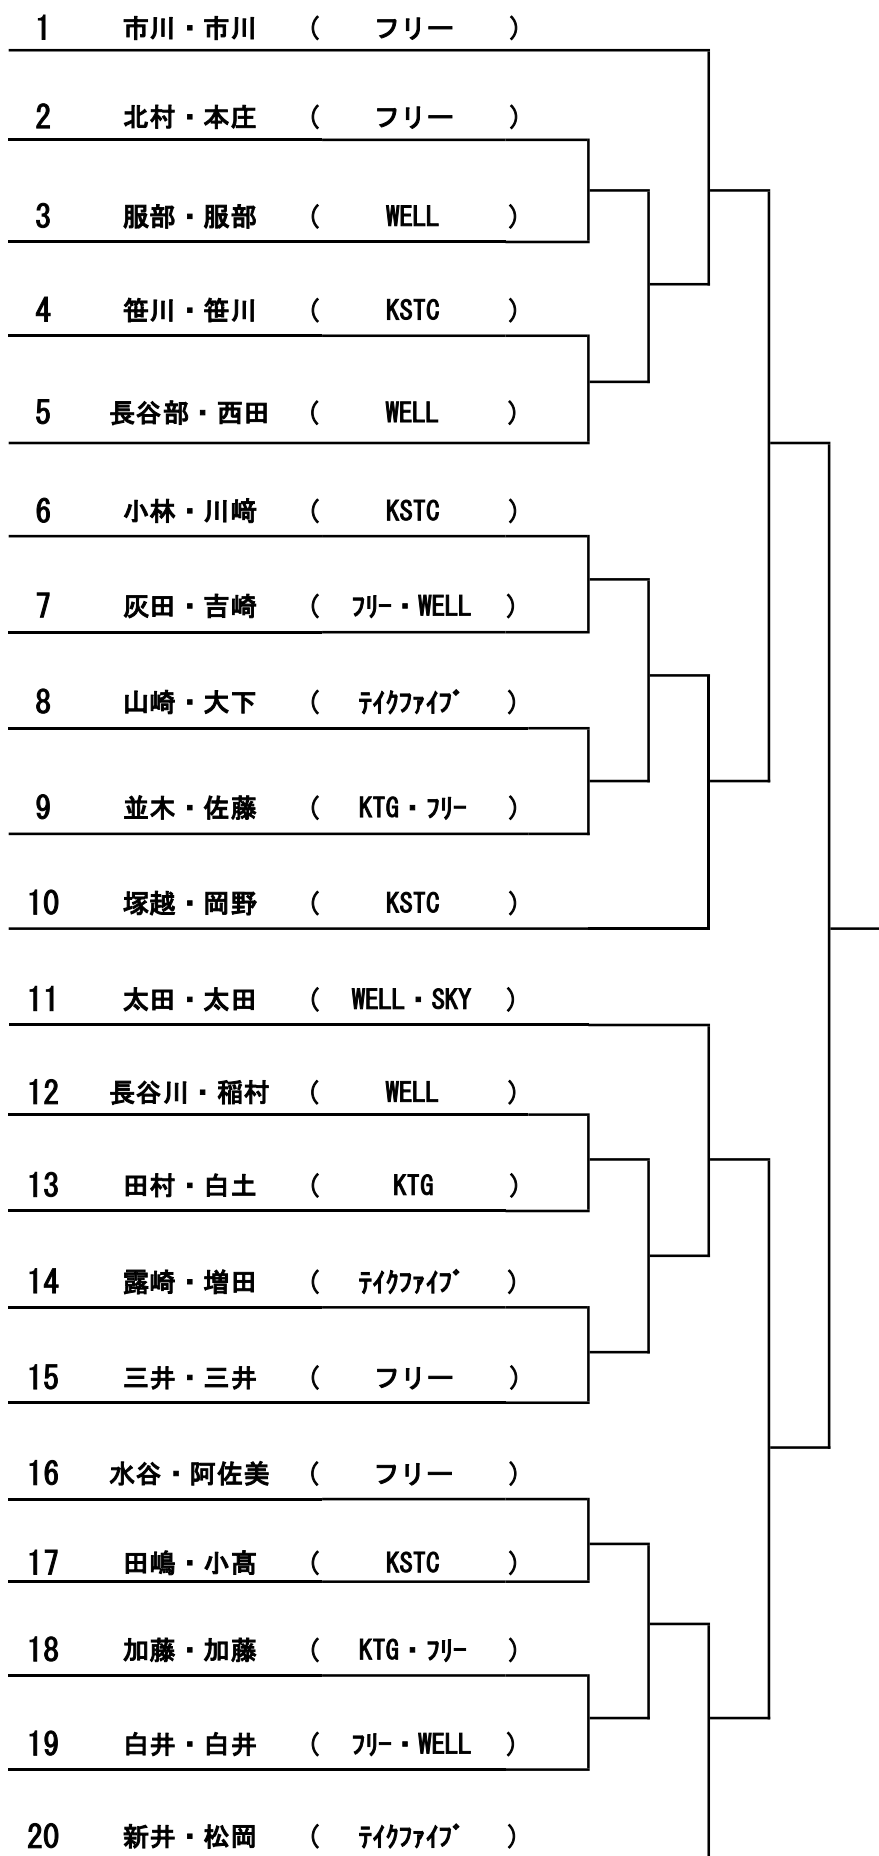 1 市川・市川 ( フリー )
2 北村・本庄 ( フリー )
3 服部・服部 ( WELL )
4 笹川・笹川 ( KSTC )
5 長谷部・西田 ( WELL )
6 小林・川﨑 ( KSTC )
7 灰田・吉崎 ( ﾌﾘｰ・WELL )
8 山崎・大下 ( ﾃｲｸﾌｧｲﾌﾞ )
9 並木・佐藤 ( KTG・ﾌﾘｰ )
10 塚越・岡野 ( KSTC )
11 太田・太田 ( WELL・SKY )
12 長谷川・稲村 ( WELL )
13 田村・白土 ( KTG )
14 露崎・増田 ( ﾃｲｸﾌｧｲﾌﾞ )
15 三井・三井 ( フリー )
16 水谷・阿佐美 ( フリー )
17 田嶋・小髙 ( KSTC )
18 加藤・加藤 ( KTG・ﾌﾘｰ )
19 白井・白井 ( ﾌﾘｰ・WELL )
20 新井・松岡 ( ﾃｲｸﾌｧｲﾌﾞ )